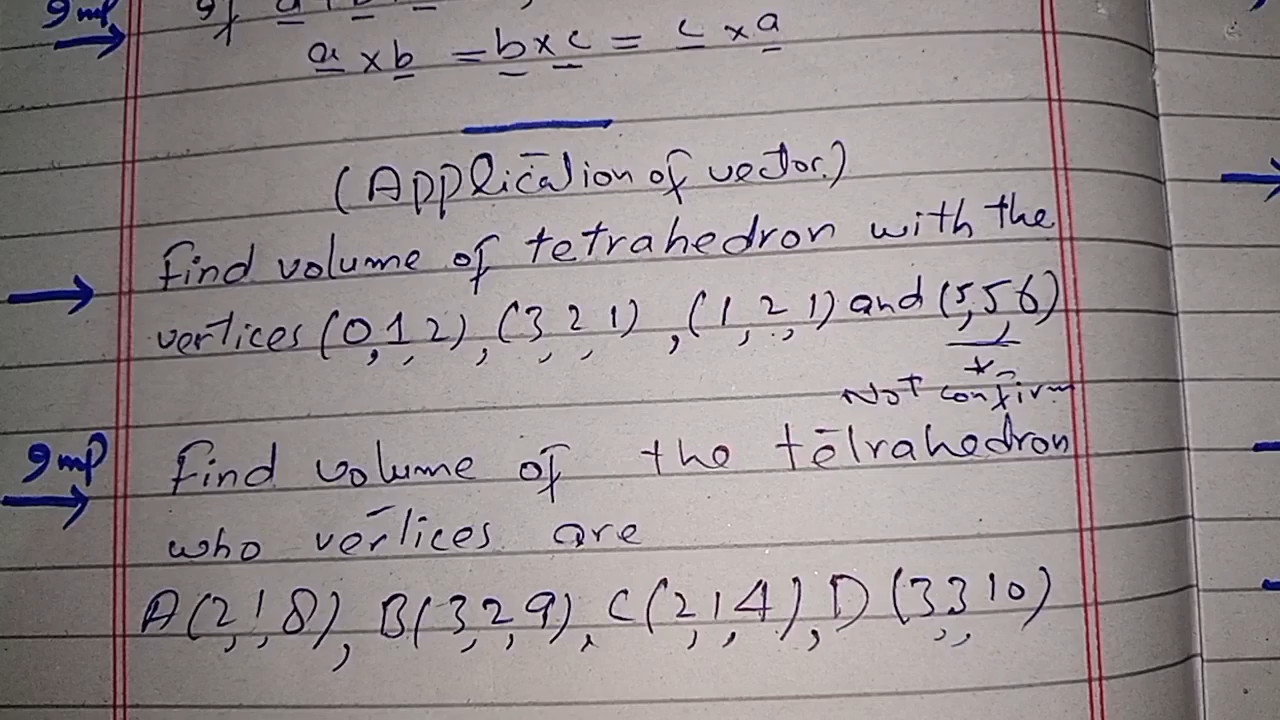 a × b = b × c = c × a
(Application of vector.)
find volume of tetrahedron with the
vertices (0,1,2), (3,2,1), (1,2,1) and (5,5,6)
Not confirm
Imp Find volume of the tetrahedron
who vertices are
A(2,1,8), B(3,2,9), C(2,1,4), D(3,3,10)